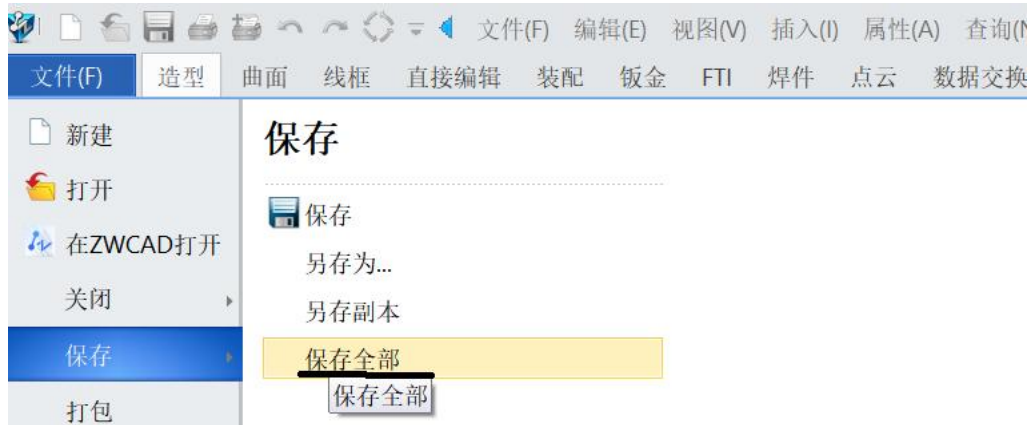 文件(F) 编辑(E) 视图(V) 插入(I) 属性(A) 查询(
文件(F) 造型 曲面 线框 直接编辑 装配 钣金 FTI 焊件 点云 数据交换
新建
打开
在ZWCAD打开
关闭
保存
打包
保存
保存
另存为...
另存副本
保存全部
保存全部